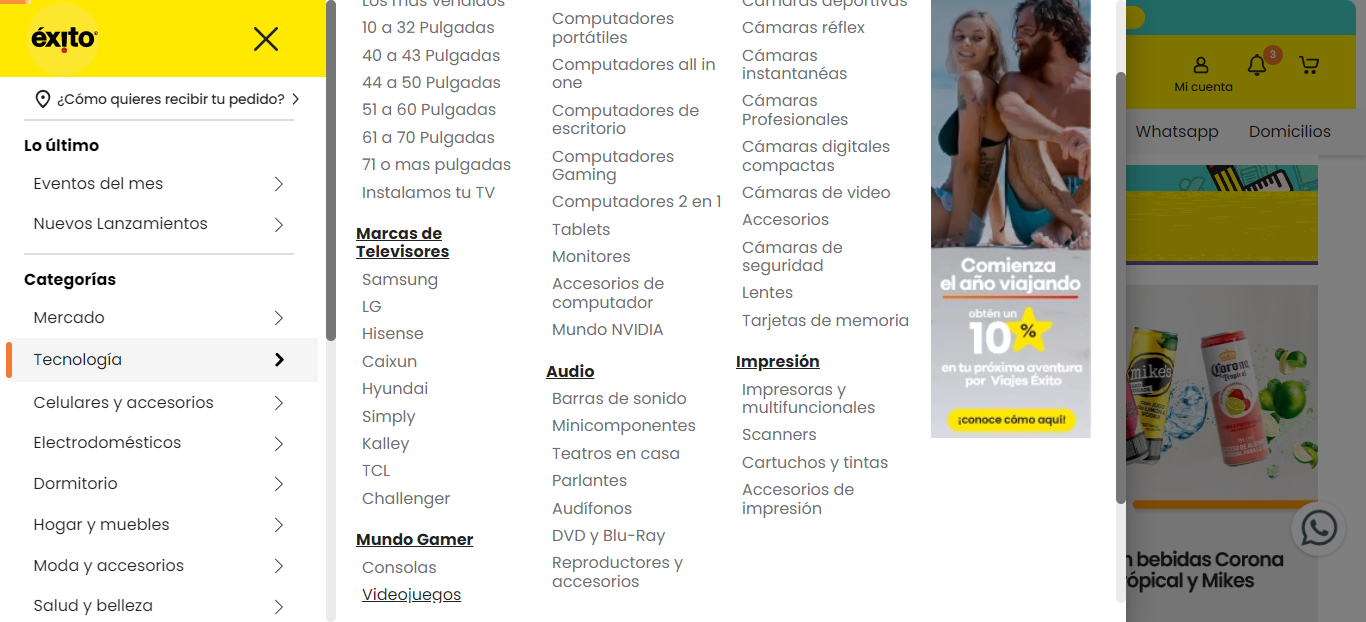 éxito
¿Cómo quieres recibir tu pedido?
Lo último
Eventos del mes
Nuevos Lanzamientos
Categorías
Mercado
Tecnología
Celulares y accesorios
Electrodomésticos
Dormitorio
Hogar y muebles
Moda y accesorios
Salud y belleza
Los más vendidos
10 a 32 Pulgadas
40 a 43 Pulgadas
44 a 50 Pulgadas
51 a 60 Pulgadas
61 a 70 Pulgadas
71 o mas pulgadas
Instalamos tu TV
Marcas de
Televisores
Samsung
LG
Hisense
Caixun
Hyundai
Simply
Kalley
TCL
Challenger
Mundo Gamer
Consolas
Videojuegos
Computadores
portátiles
Computadores all in
one
Computadores de
escritorio
Computadores
Gaming
Computadores 2 en 1
Tablets
Monitores
Accesorios de
computador
Mundo NVIDIA
Audio
Barras de sonido
Minicomponentes
Teatros en casa
Parlantes
Audífonos
DVD y Blu-Ray
Reproductores y
accesorios
Cámaras deportivas
Cámaras réflex
Cámaras
instantaneás
Cámaras
Profesionales
Cámaras digitales
compactas
Cámaras de video
Accesorios
Cámaras de
seguridad
Lentes
Tarjetas de memoria
Impresión
Impresoras y
multifuncionales
Scanners
Cartuchos y tintas
Accesorios de
impresión
Comienza
el año viajando
obtén un
10%
en tu próxima aventura
por Viajes Éxito
¡conoce cómo aquí!
3
Mi cuenta
Whatsapp
Domicilios
mike's
Corona
Tropical
n bebidas Corona
rópical y Mikes